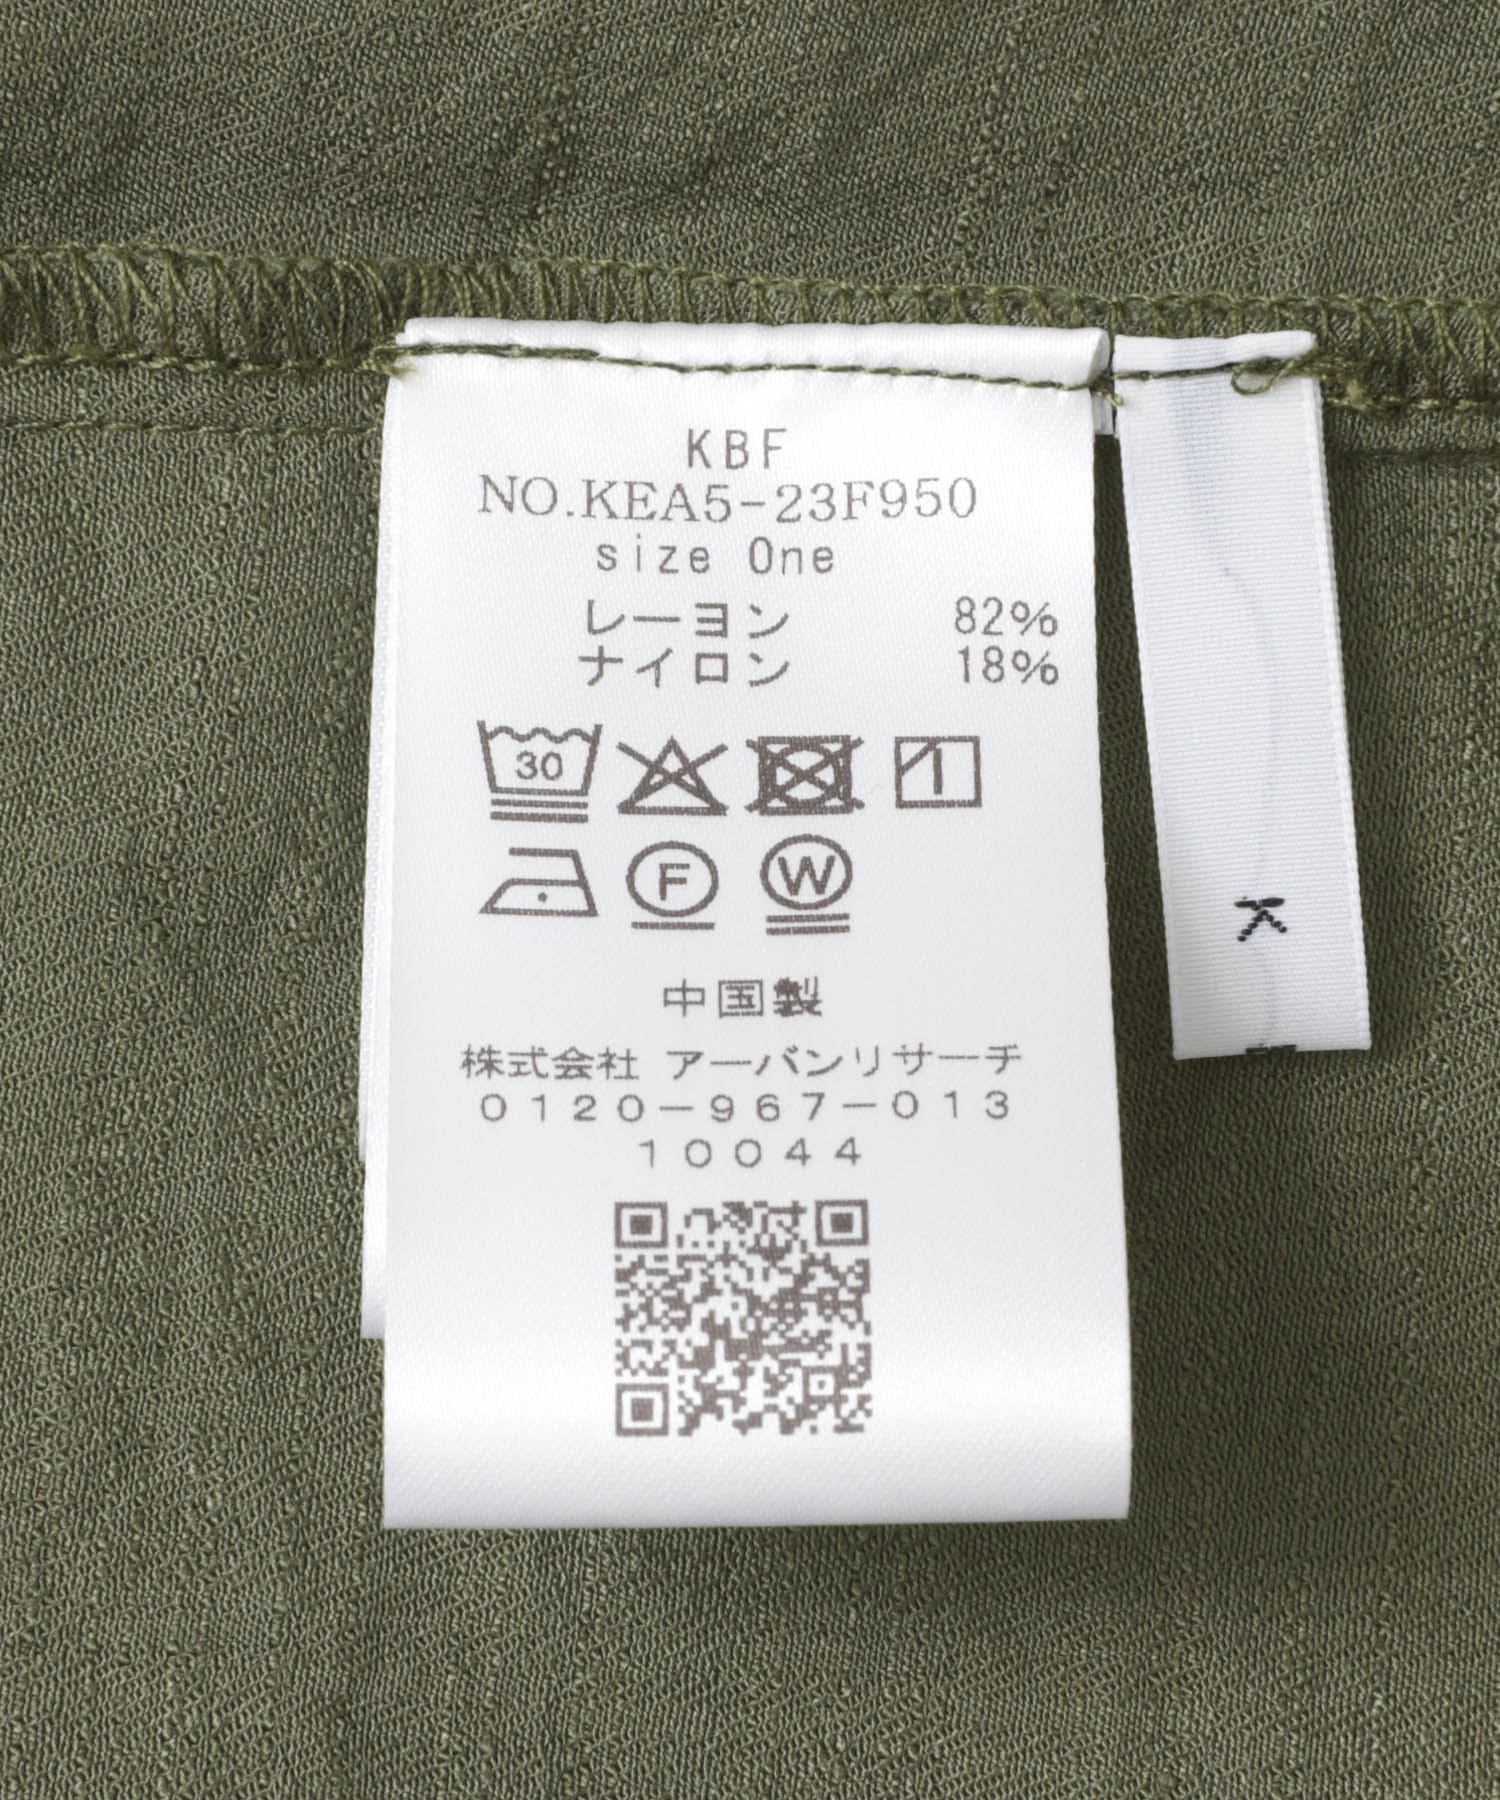 KBF
NO.KEA5-23F950
size One
レーヨン 82%
ナイロン 18%
30
F W
中国製
株式会社 アーバンリサーチ
0120-967-013
10044
K